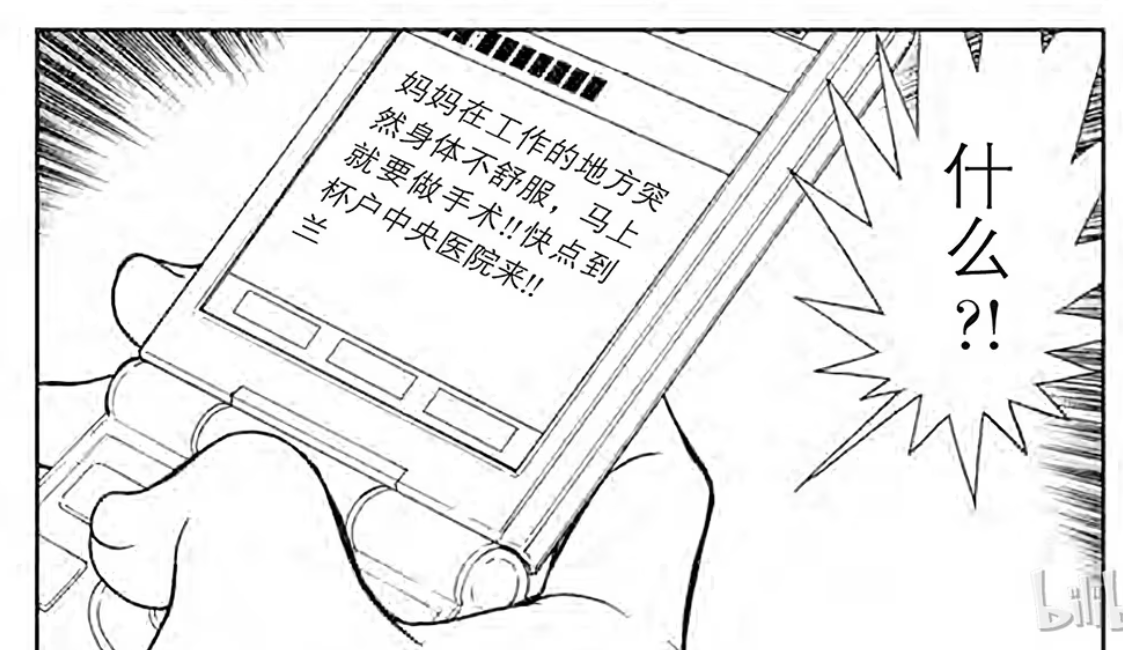 妈妈在工作的地方突
然身体不舒服，马上
就要做手术!!快点到
杯户中央医院来!!
兰
什么?!
bilib